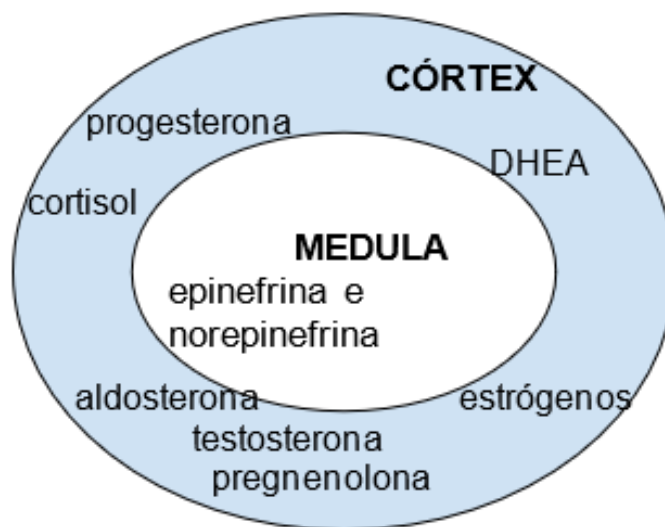 CÓRTEX
progesterona
DHEA
cortisol
MEDULA
epinefrina e
norepinefrina
aldosterona
estrógenos
testosterona
pregnenolona